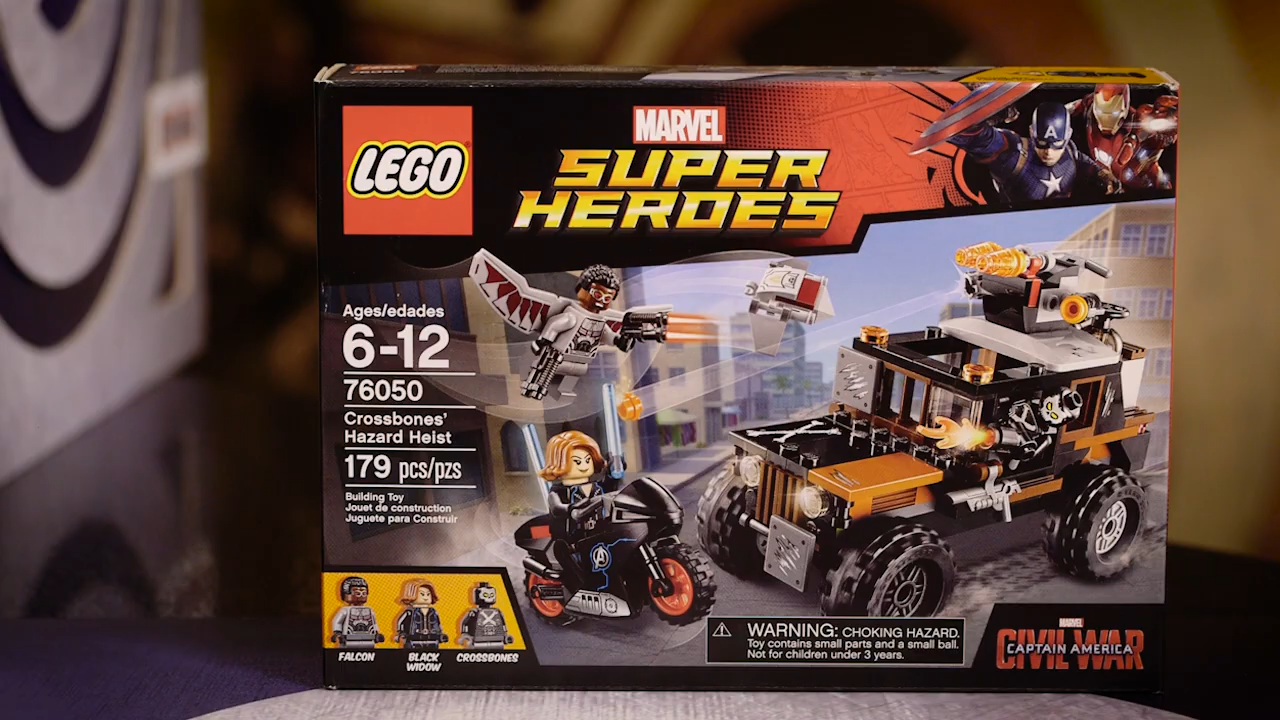 76050
LEGO
MARVEL
SUPER
HEROES
Ages/edades
6-12
76050
Crossbones'
Hazard Heist
179 pcs/pzs
Building Toy
Jouet de construction
Juguete para Construir
FALCON
BLACK
WIDOW
CROSSBONES
WARNING: CHOKING HAZARD.
Toy contains small parts and a small ball.
Not for children under 3 years.
MARVEL
CAPTAIN AMERICA
CIVIL WAR